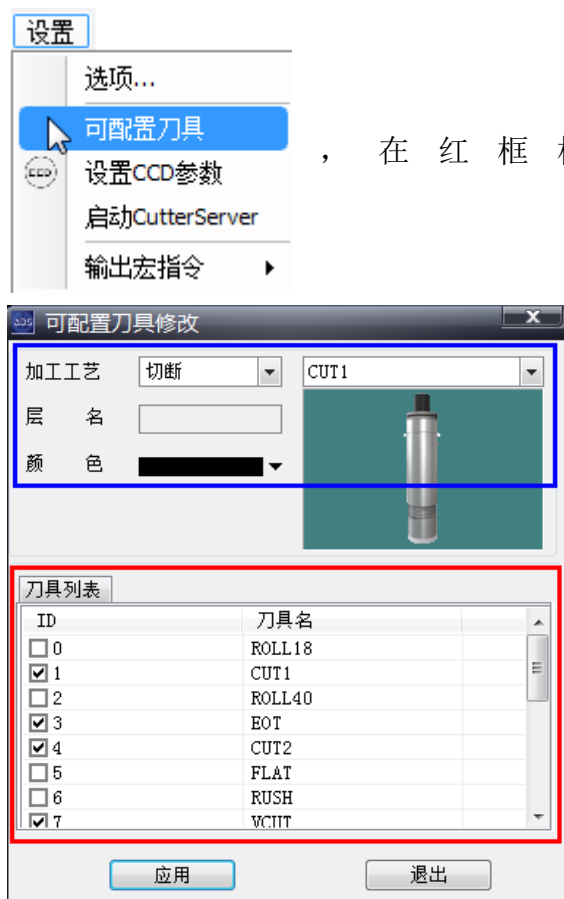 设置
选项...
可配置刀具
， 在 红 框
CCD
设置CCD参数
启动CutterServer
输出宏指令
ADS 可配置刀具修改
加工工艺 切断 CUT1
层 名
颜 色
刀具列表
ID 刀具名
0 ROLL18
1 CUT1
2 ROLL40
3 EOT
4 CUT2
5 FLAT
6 RUSH
7 VCUT
应用 退出